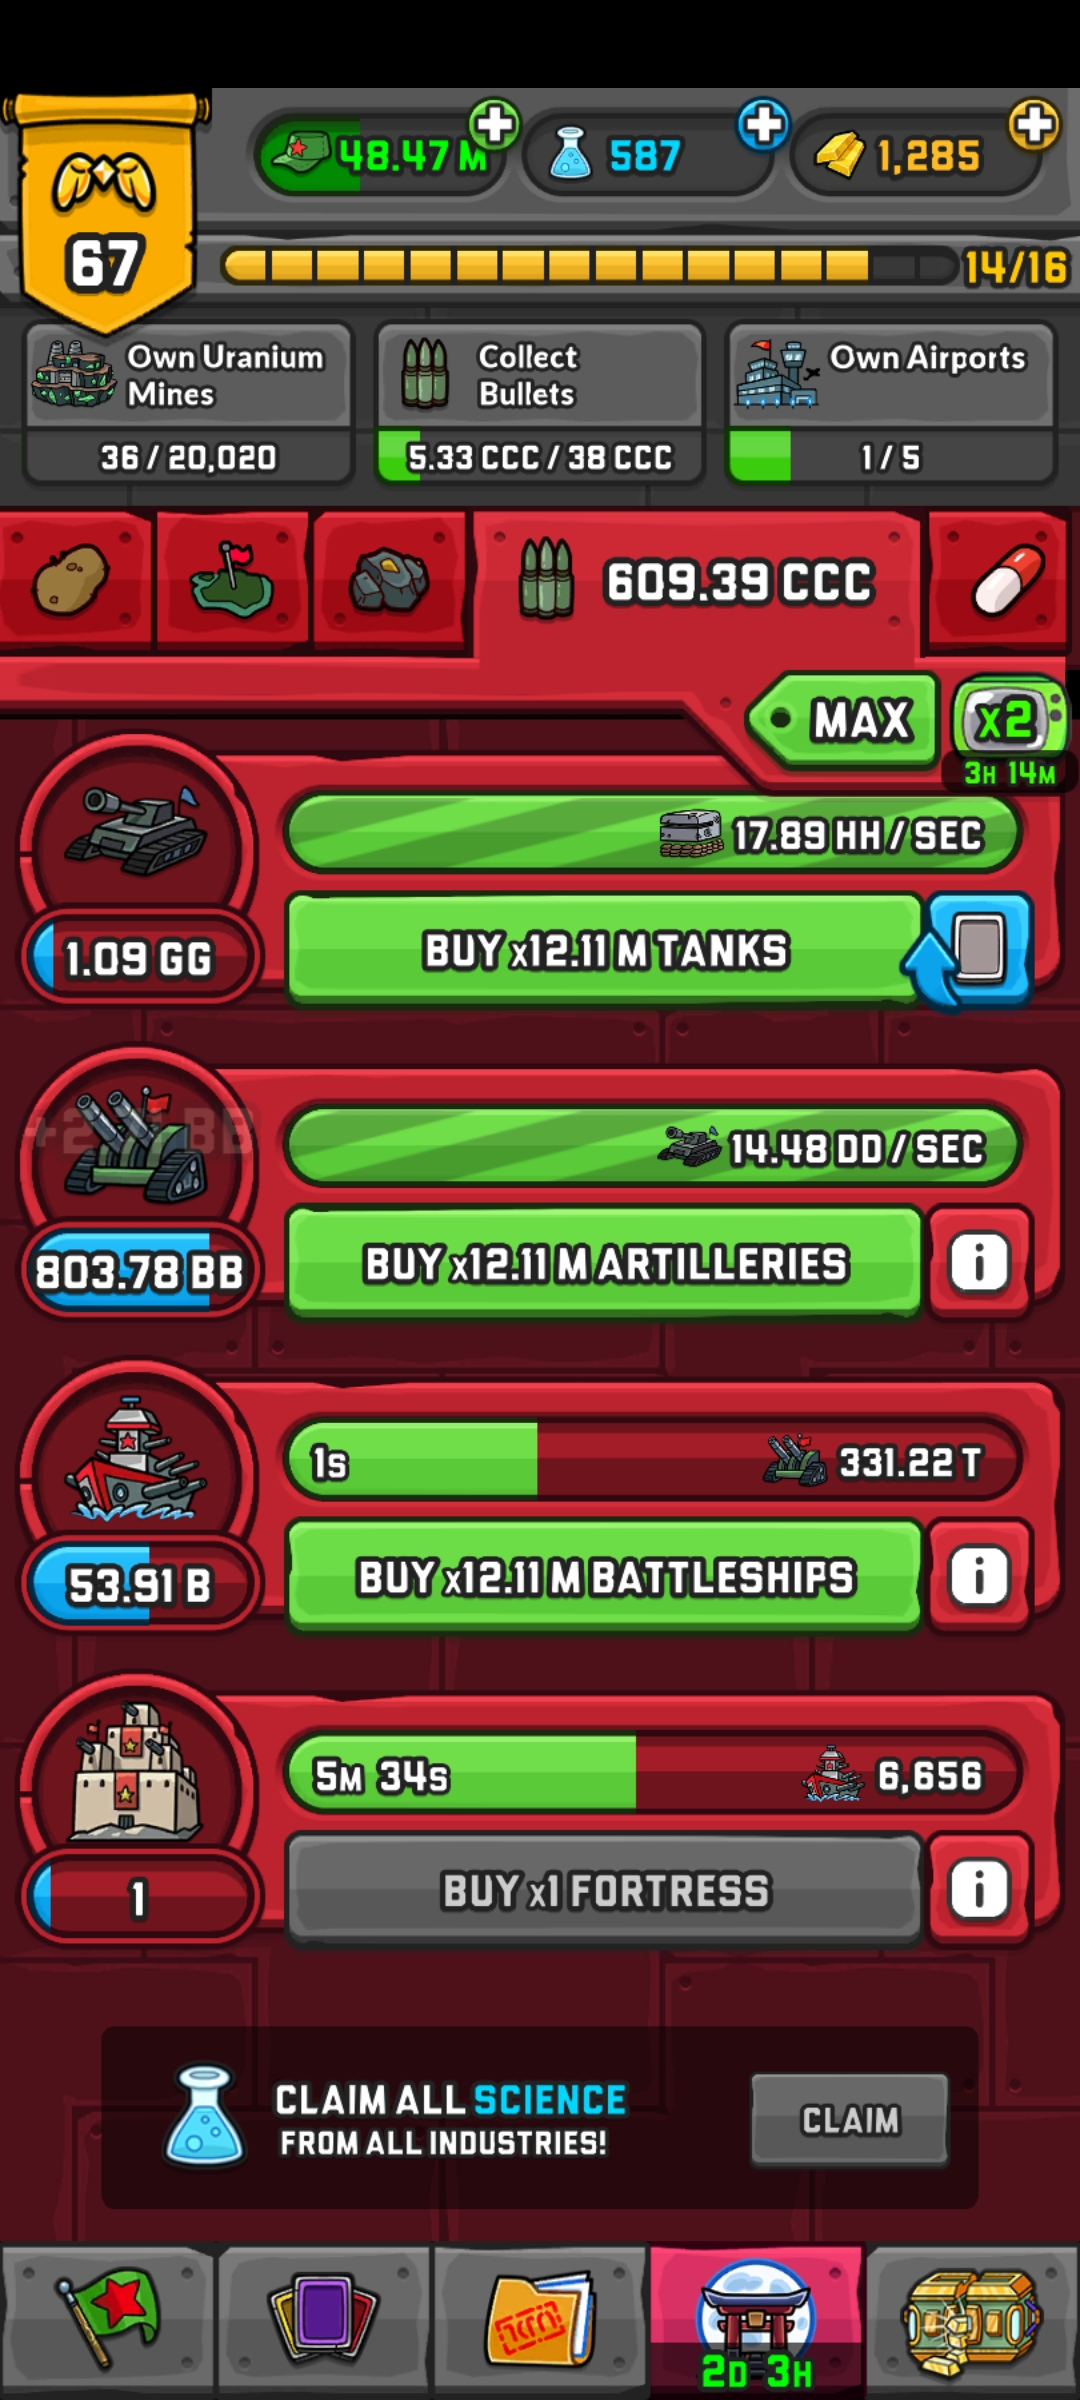 67
48.47 M
587
1,285
14/16
Own Uranium
Mines
36 / 20,020
Collect
Bullets
5.33 CCC / 38 CCC
Own Airports
1 / 5
609.39 CCC
MAX
x2
3H 14M
17.89 HH / SEC
1.09 GG
BUY x12.11 M TANKS
14.48 DD / SEC
803.78 BB
BUY x12.11 M ARTILLERIES
i
1s
331.22 T
53.91 B
BUY x12.11 M BATTLESHIPS
i
5M 34s
6,656
1
BUY x1 FORTRESS
i
CLAIM ALL SCIENCE
FROM ALL INDUSTRIES!
CLAIM
2D 3H